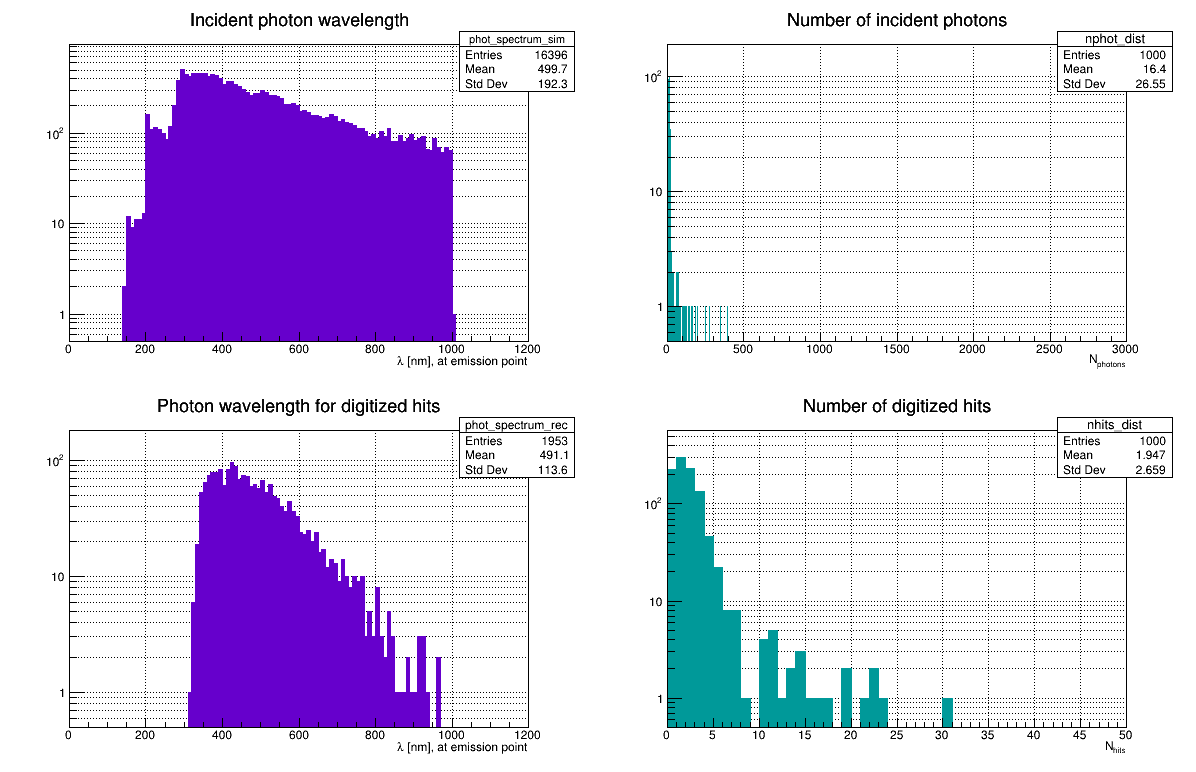 Incident photon wavelength
phot_spectrum_sim
Entries 16396
Mean 499.7
Std Dev 192.3
10²
10
1
0 200 400 600 800 1000 1200
λ [nm], at emission point
Number of incident photons
nphot_dist
Entries 1000
Mean 16.4
Std Dev 26.55
10²
10
1
0 500 1000 1500 2000 2500 3000
Nphotons
Photon wavelength for digitized hits
phot_spectrum_rec
Entries 1953
Mean 491.1
Std Dev 113.6
10²
10
1
0 200 400 600 800 1000 1200
λ [nm], at emission point
Number of digitized hits
nhits_dist
Entries 1000
Mean 1.947
Std Dev 2.659
10²
10
1
0 5 10 15 20 25 30 35 40 45 50
Nhits